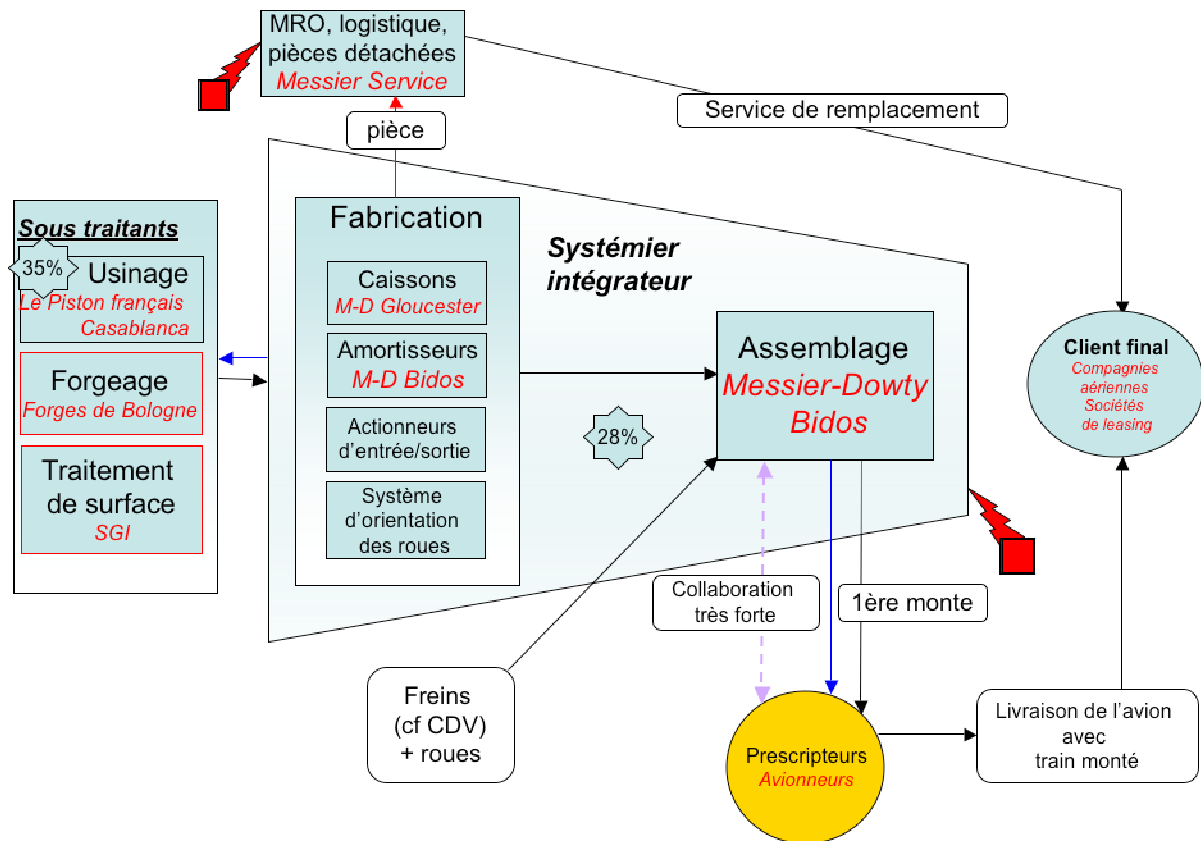 MRO, logistique,
pièces détachées
Messier Service
Service de remplacement
pièce
Sous traitants
35%
Usinage
Le Piston français
Casablanca
Forgeage
Forges de Bologne
Traitement
de surface
SGI
Fabrication
Caissons
M-D Gloucester
Amortisseurs
M-D Bidos
Actionneurs
d'entrée/sortie
Système
d'orientation
des roues
Systémier
intégrateur
28%
Assemblage
Messier-Dowty
Bidos
Client final
Compagnies
aériennes
Sociétés
de leasing
Collaboration
très forte
1ère monte
Freins
(cf CDV)
+ roues
Prescripteurs
Avionneurs
Livraison de l'avion
avec
train monté